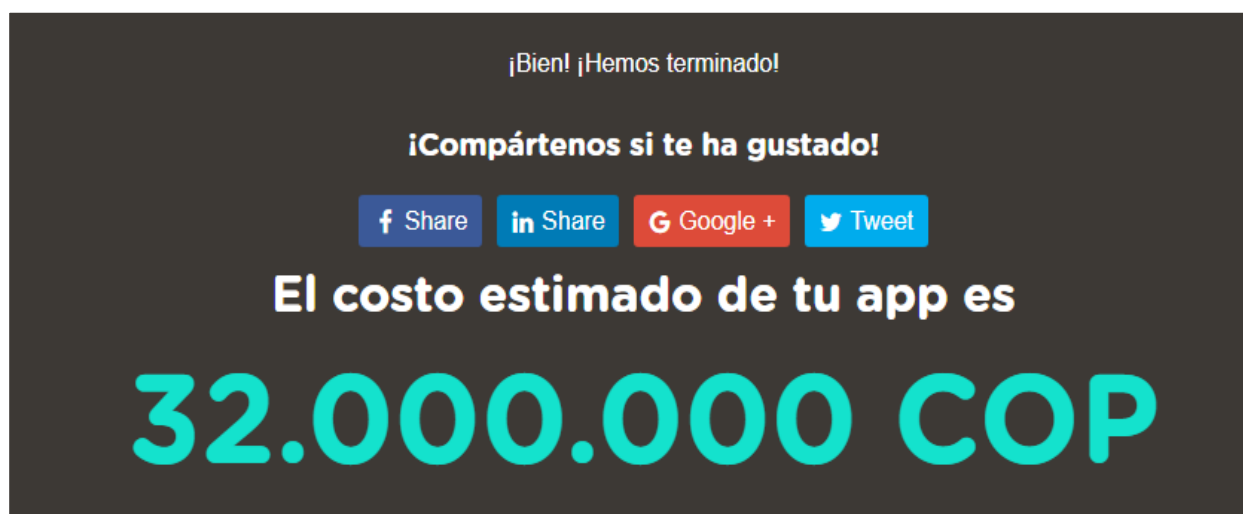 ¡Bien! ¡Hemos terminado!
¡Compártenos si te ha gustado!
f Share in Share G Google + Tweet
El costo estimado de tu app es
32.000.000 COP